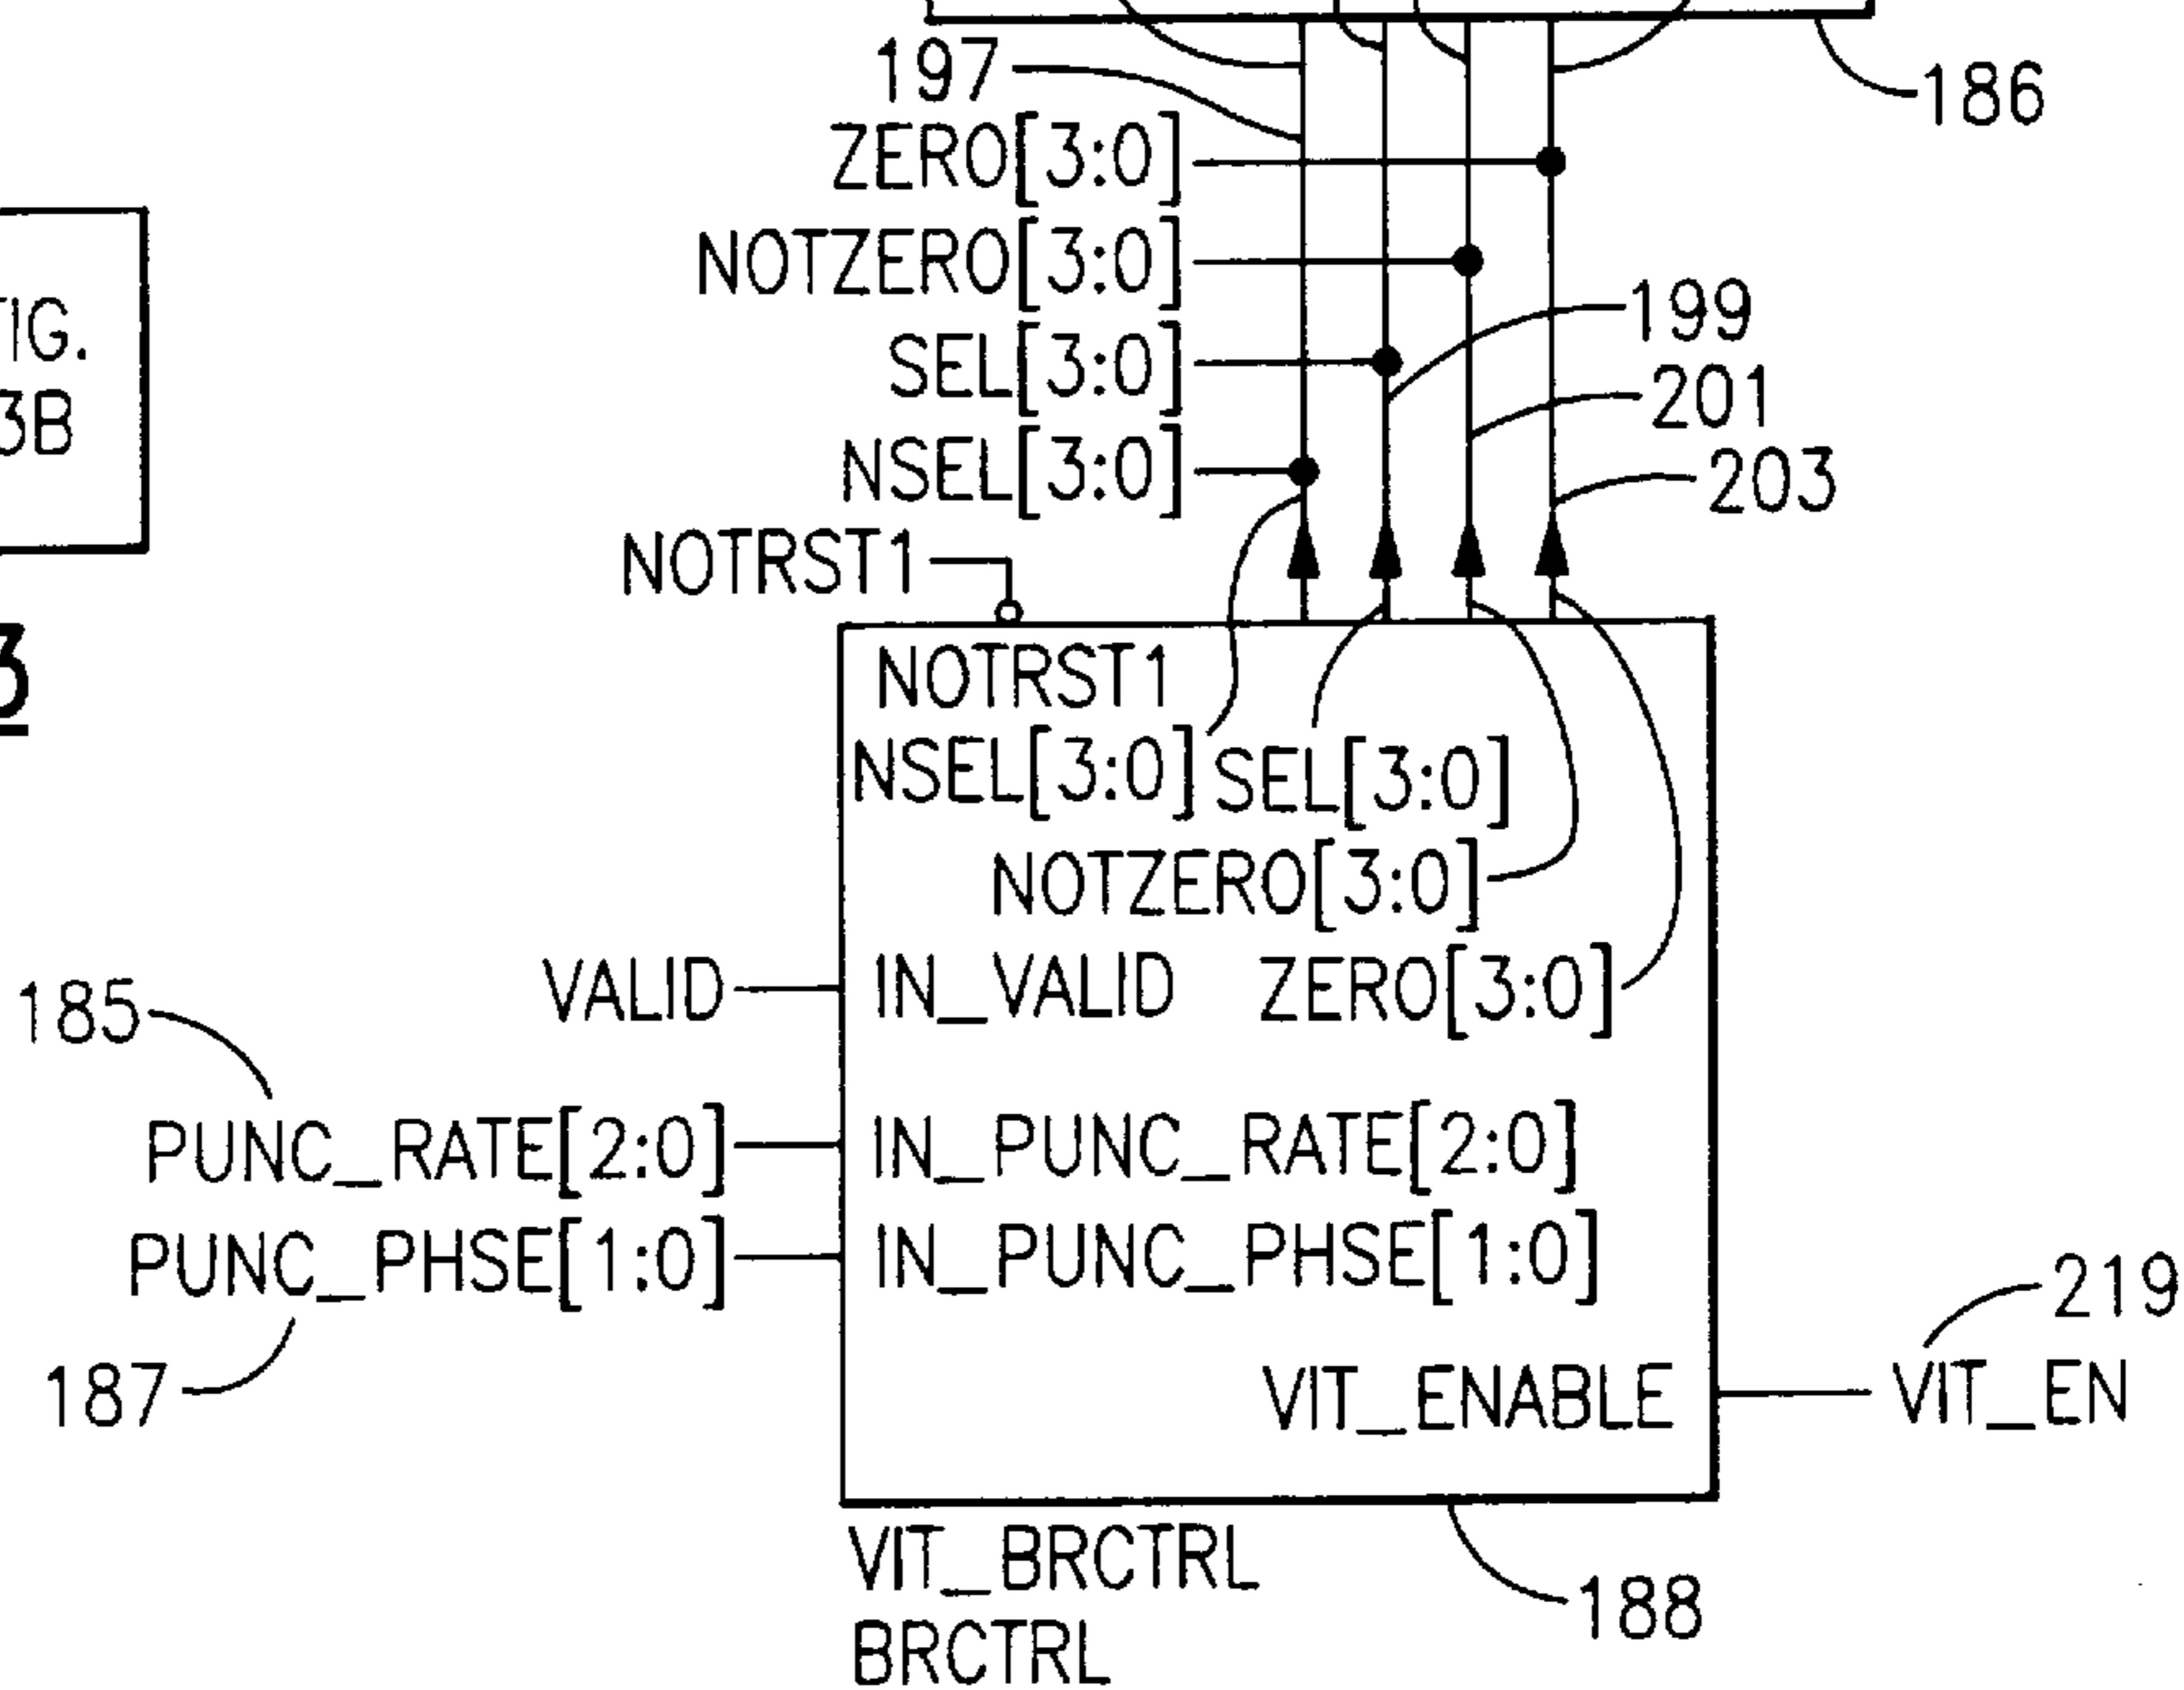 197
186
ZERO[3:0]
NOTZERO[3:0]
199
IG.
SEL[3:0]
201
3B
NSEL[3:0]
203
NOTRST1
3
NOTRST1
NSEL[3:0] SEL[3:0]
NOTZERO[3:0]
VALID
IN_VALID
ZERO[3:0]
185
PUNC_RATE[2:0]
IN_PUNC_RATE[2:0]
PUNC_PHSE[1:0]
IN_PUNC_PHSE[1:0]
187
219
VIT_ENABLE
VIT_EN
VIT_BRCTRL
BRCTRL
188